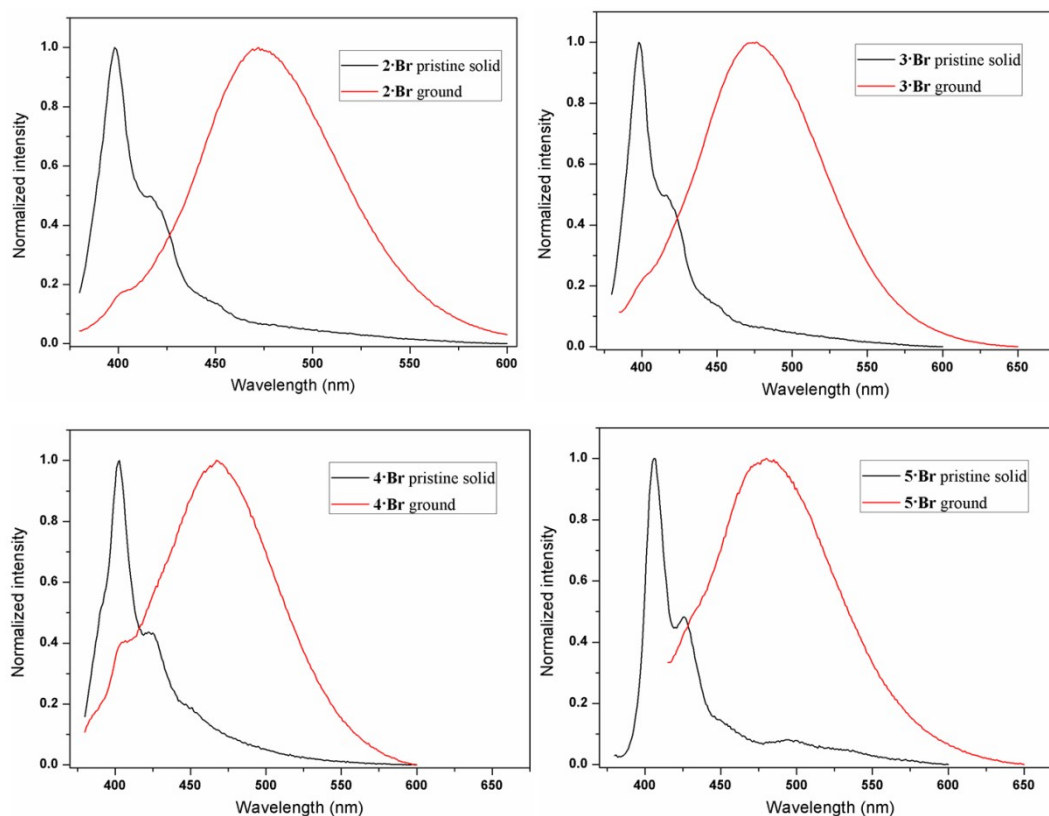 1.0
0.8
0.6
0.4
0.2
0.0
Normalized intensity
2·Br pristine solid
2·Br ground
400
450
500
550
600
Wavelength (nm)
1.0
0.8
0.6
0.4
0.2
0.0
Normalized intensity
3·Br pristine solid
3·Br ground
400
450
500
550
600
650
Wavelength (nm)
1.0
0.8
0.6
0.4
0.2
0.0
Normalized intensity
4·Br pristine solid
4·Br ground
400
450
500
550
600
650
Wavelength (nm)
1.0
0.8
0.6
0.4
0.2
0.0
Normalized intensity
5·Br pristine solid
5·Br ground
400
450
500
550
600
650
Wavelength (nm)